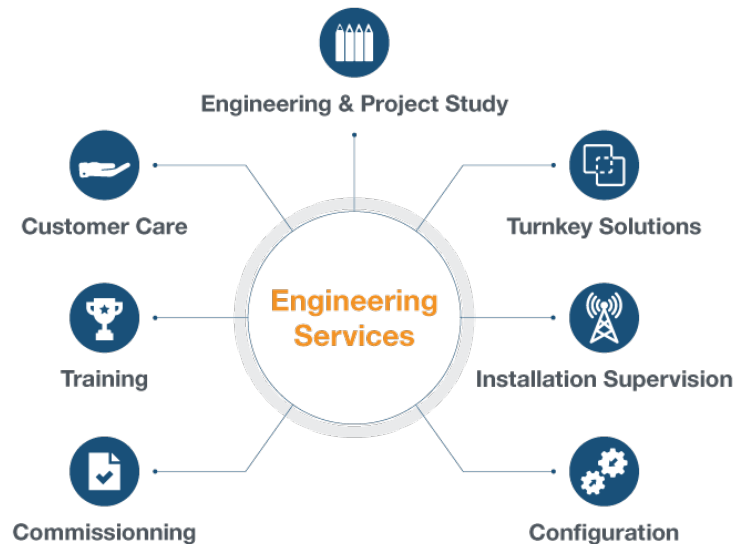 Engineering & Project Study
Customer Care
Turnkey Solutions
Engineering
Services
Training
Installation Supervision
Commissionning
Configuration